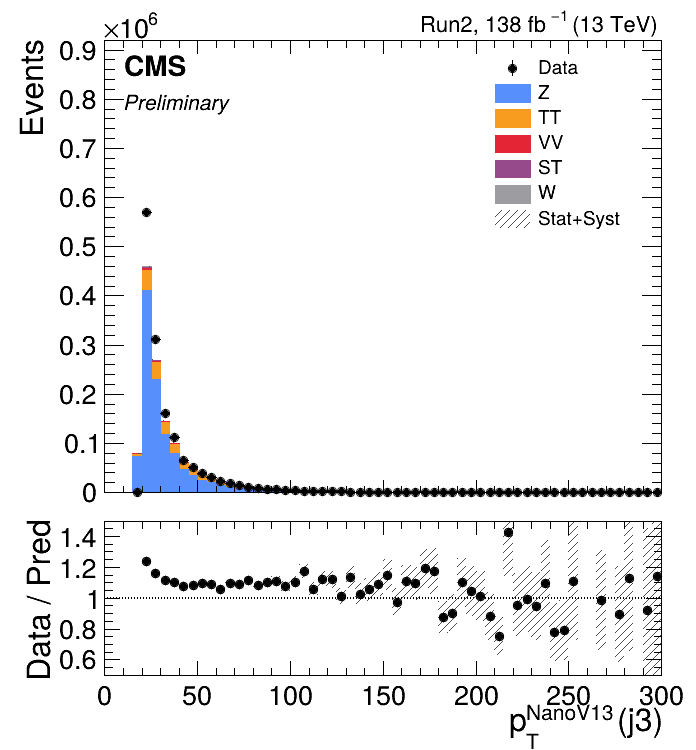 ×10⁶
Run2, 138 fb⁻¹ (13 TeV)
CMS
Preliminary
Events
0.9
0.8
0.7
0.6
0.5
0.4
0.3
0.2
0.1
0
Data
Z
TT
VV
ST
W
Stat+Syst
Data / Pred
1.4
1.2
1
0.8
0.6
0 50 100 150 200 250 300
p_T^NanoV13 (j3)